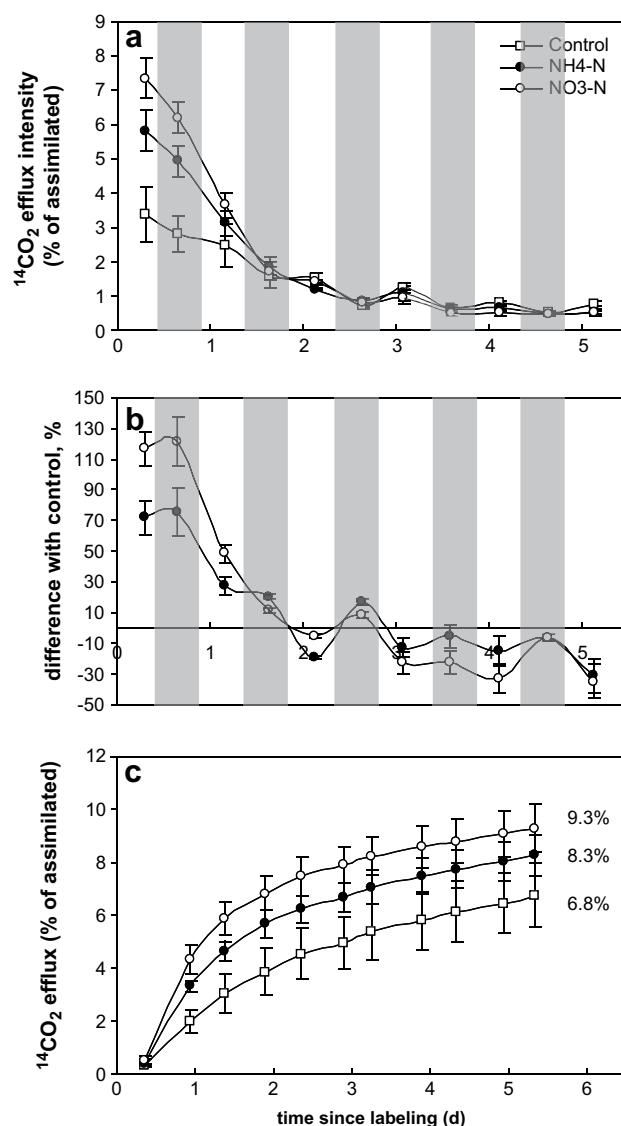 a
Control
NH4-N
NO3-N
14CO2 efflux intensity
(% of assimilated)
9
8
7
6
5
4
3
2
1
0
0 1 2 3 4 5
b
difference with control, %
150
130
110
90
70
50
30
10
-10
-30
-50
0 1 2 3 4 5
c
14CO2 efflux (% of assimilated)
12
10
8
6
4
2
0
9.3%
8.3%
6.8%
0 1 2 3 4 5 6
time since labeling (d)